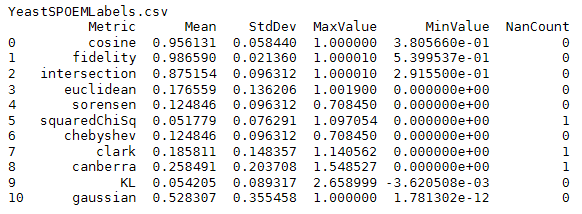 YeastSPOEMLabels.csv
Metric Mean StdDev MaxValue MinValue NanCount
0 cosine 0.956131 0.058440 1.000000 3.805660e-01 0
1 fidelity 0.986590 0.021360 1.000010 5.399537e-01 0
2 intersection 0.875154 0.096312 1.000010 2.915500e-01 0
3 euclidean 0.176559 0.136206 1.001900 0.000000e+00 0
4 sorensen 0.124846 0.096312 0.708450 0.000000e+00 0
5 squaredChiSq 0.051779 0.076291 1.097054 0.000000e+00 1
6 chebyshev 0.124846 0.096312 0.708450 0.000000e+00 0
7 clark 0.185811 0.148357 1.140562 0.000000e+00 1
8 canberra 0.258491 0.203708 1.548527 0.000000e+00 1
9 KL 0.054205 0.089317 2.658999 -3.620508e-03 0
10 gaussian 0.528307 0.355458 1.000000 1.781302e-12 0